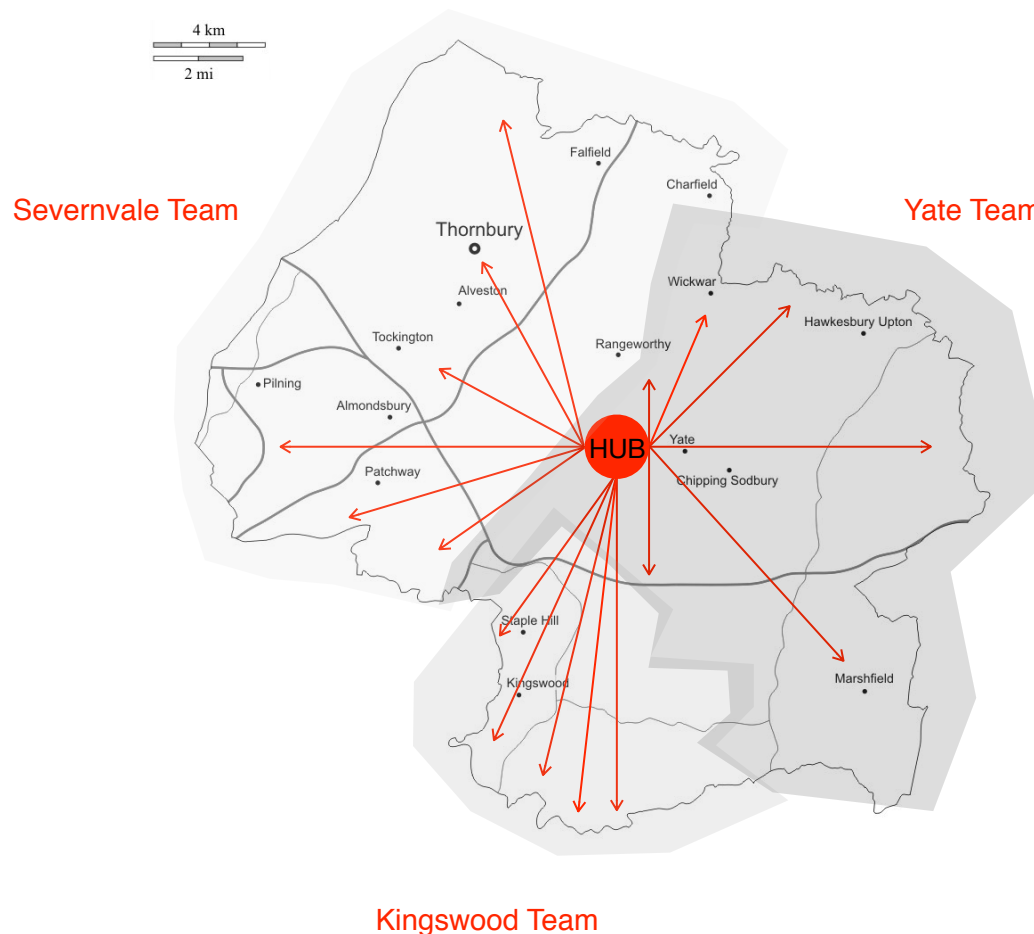 4 km
2 mi
Falfield
Charfield
Severnvale Team
Yate Team
Thornbury
Wickwar
Alveston
Hawkesbury Upton
Tockington
Rangeworthy
Pilning
Almondsbury
HUB
Yate
Patchway
Chipping Sodbury
Staple Hill
Marshfield
Kingswood
Kingswood Team